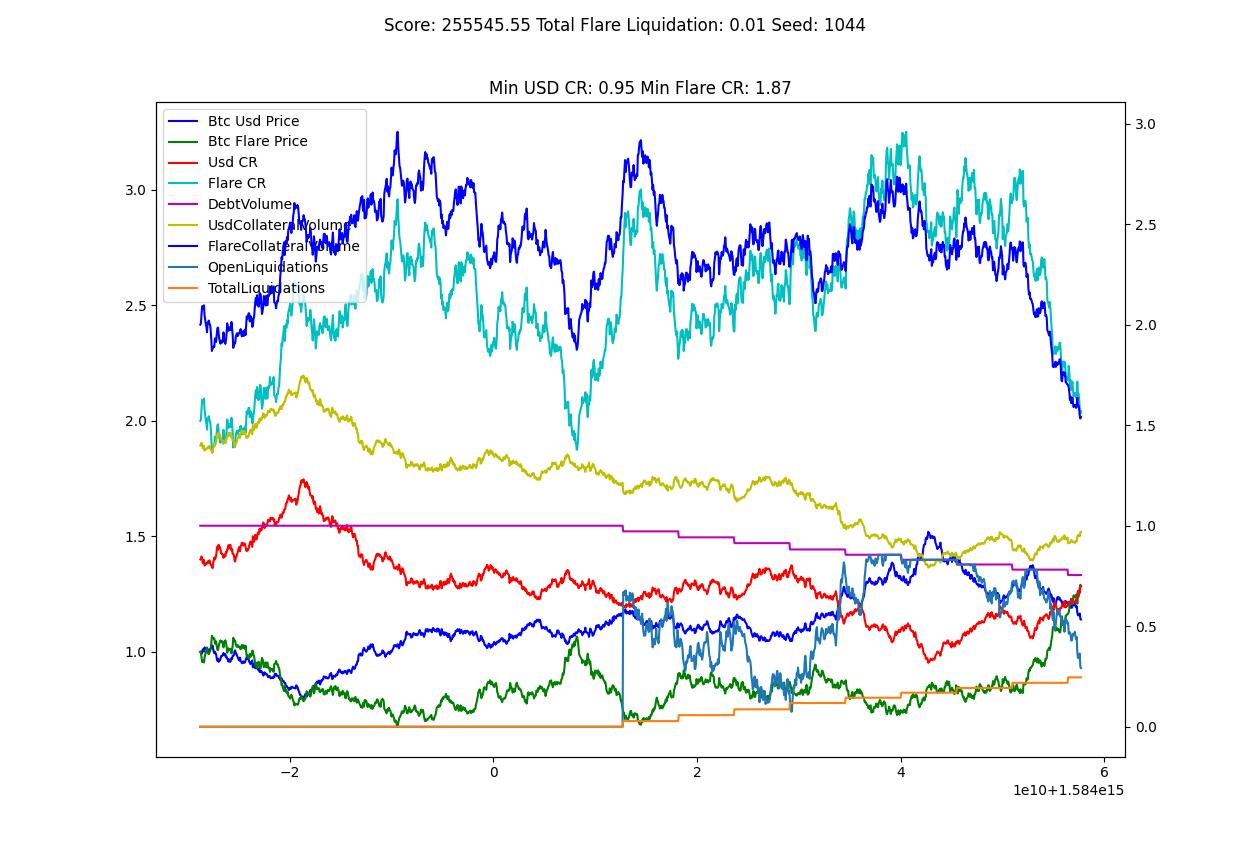 Score: 255545.55 Total Flare Liquidation: 0.01 Seed: 1044
Min USD CR: 0.95 Min Flare CR: 1.87
Btc Usd Price
Btc Flare Price
Usd CR
Flare CR
DebtVolume
UsdCollateralVolume
FlareCollateralVolume
OpenLiquidations
TotalLiquidations
3.0
2.5
2.0
1.5
1.0
3.0
2.5
2.0
1.5
1.0
0.5
0.0
−2
0
2
4
6
1e10+1.584e15